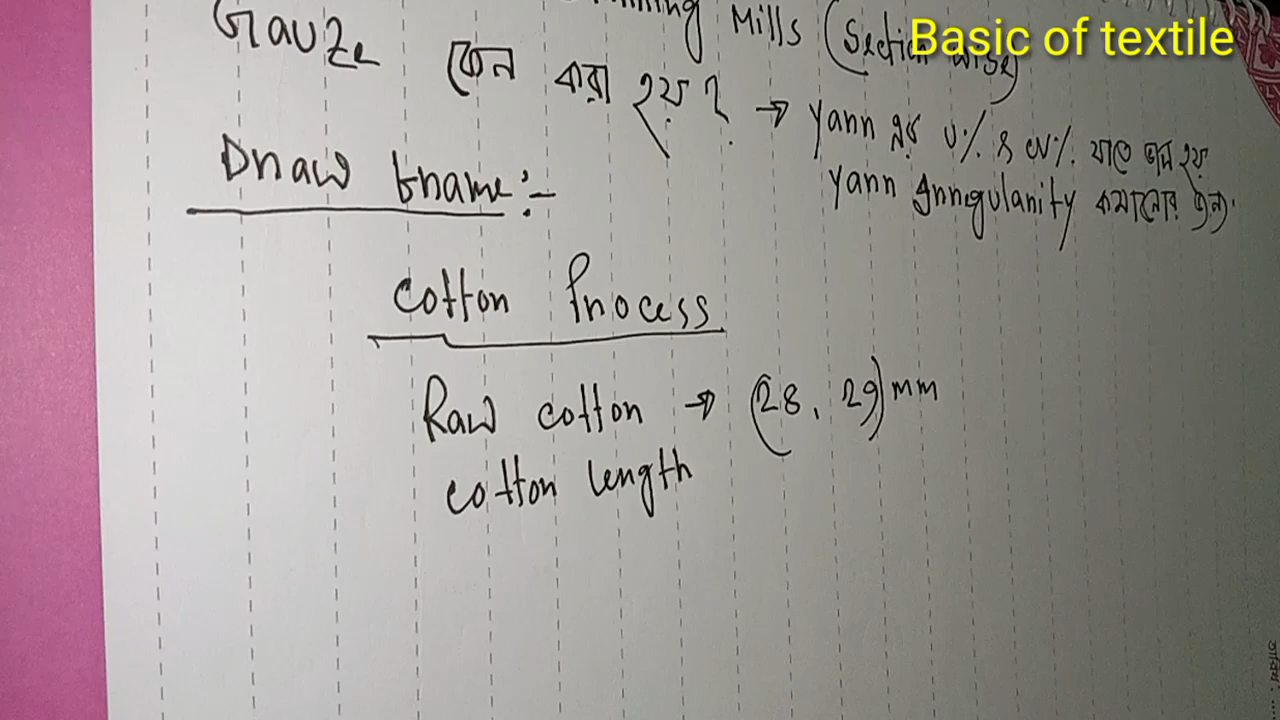 Mills (Section
Basic of textile
Gauze কেন করা হয়? → Yarn এর U% & CV% যাতে ভাল হয়
Yarn Irregularity কমানোর জন্য.
Draw frame:-
Cotton Process
Raw cotton → (28, 29) mm
cotton length